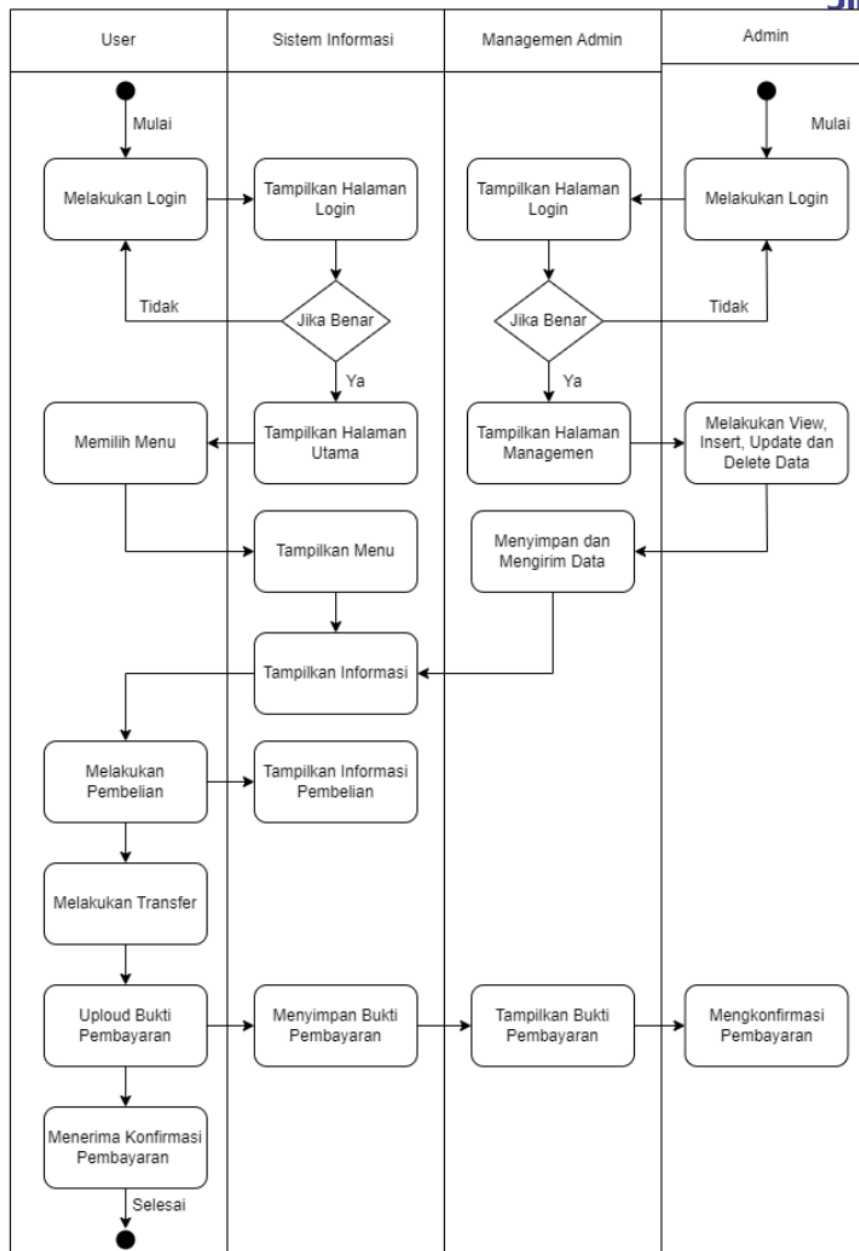 User
Sistem Informasi
Managemen Admin
Admin
Mulai
Mulai
Melakukan Login
Tampilkan Halaman
Login
Tampilkan Halaman
Login
Melakukan Login
Tidak
Jika Benar
Jika Benar
Tidak
Ya
Ya
Memilih Menu
Tampilkan Halaman
Utama
Tampilkan Halaman
Managemen
Melakukan View,
Insert, Update dan
Delete Data
Tampilkan Menu
Menyimpan dan
Mengirim Data
Tampilkan Informasi
Melakukan
Pembelian
Tampilkan Informasi
Pembelian
Melakukan Transfer
Uploud Bukti
Pembayaran
Menyimpan Bukti
Pembayaran
Tampilkan Bukti
Pembayaran
Mengkonfirmasi
Pembayaran
Menerima Konfirmasi
Pembayaran
Selesai